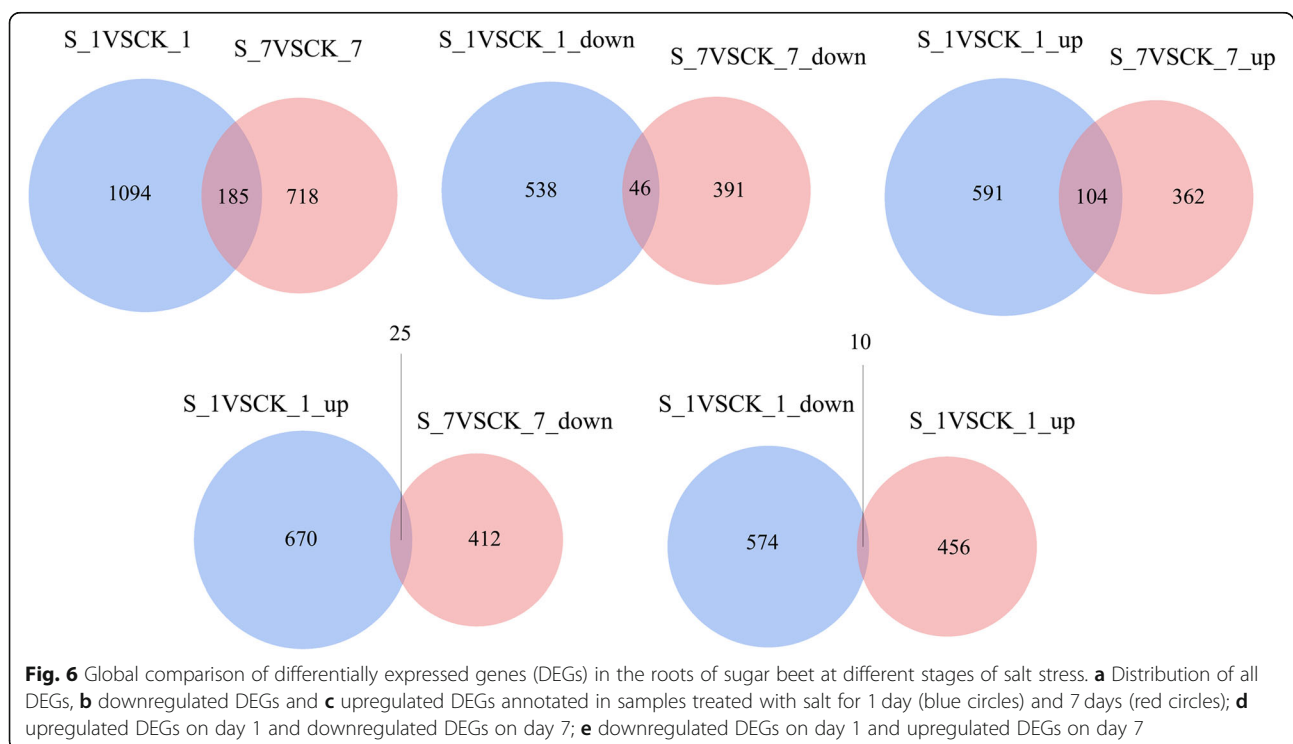 S_1VSCK_1
S_7VSCK_7
1094
185
718
S_1VSCK_1_down
S_7VSCK_7_down
538
46
391
S_1VSCK_1_up
S_7VSCK_7_up
591
104
362
25
S_1VSCK_1_up
S_7VSCK_7_down
670
412
10
S_1VSCK_1_down
S_1VSCK_1_up
574
456
Fig. 6 Global comparison of differentially expressed genes (DEGs) in the roots of sugar beet at different stages of salt stress. a Distribution of all
DEGs, b downregulated DEGs and c upregulated DEGs annotated in samples treated with salt for 1 day (blue circles) and 7 days (red circles); d
upregulated DEGs on day 1 and downregulated DEGs on day 7; e downregulated DEGs on day 1 and upregulated DEGs on day 7